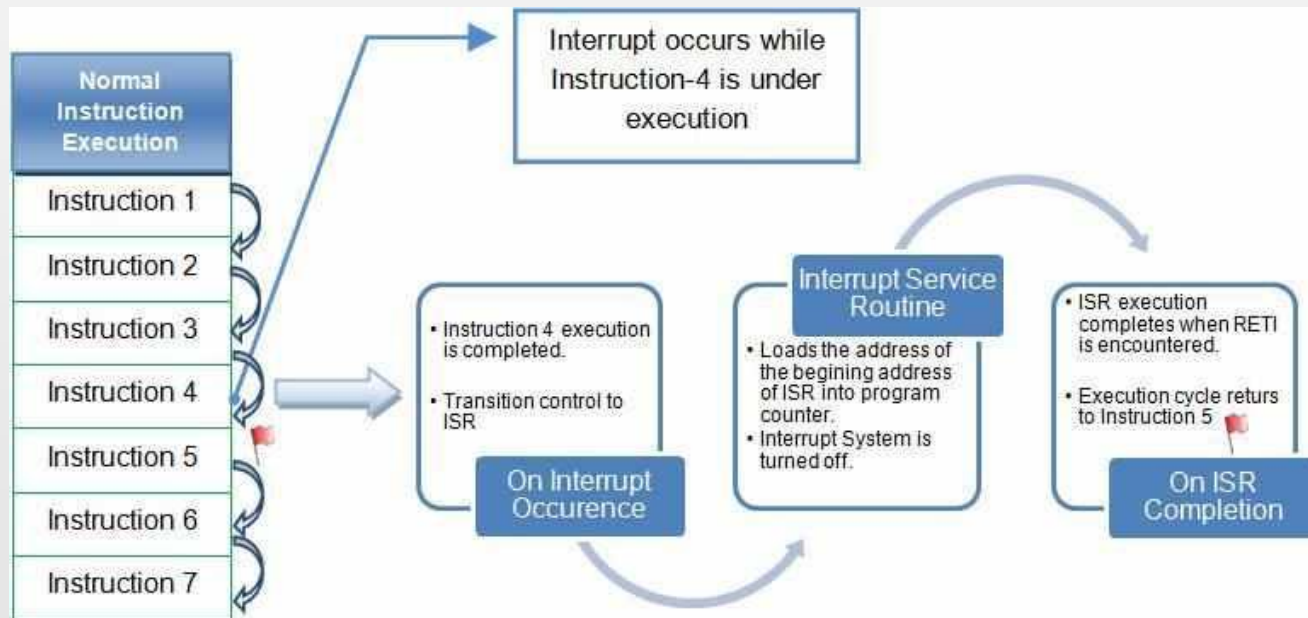 Normal
Instruction
Execution
Instruction 1
Instruction 2
Instruction 3
Instruction 4
Instruction 5
Instruction 6
Instruction 7
Interrupt occurs while
Instruction-4 is under
execution
• Instruction 4 execution
is completed.
• Transition control to
ISR
On Interrupt
Occurence
Interrupt Service
Routine
• Loads the address of
the begining address
of ISR into program
counter.
• Interrupt System is
turned off.
• ISR execution
completes when RETI
is encountered.
• Execution cycle returs
to Instruction 5
On ISR
Completion